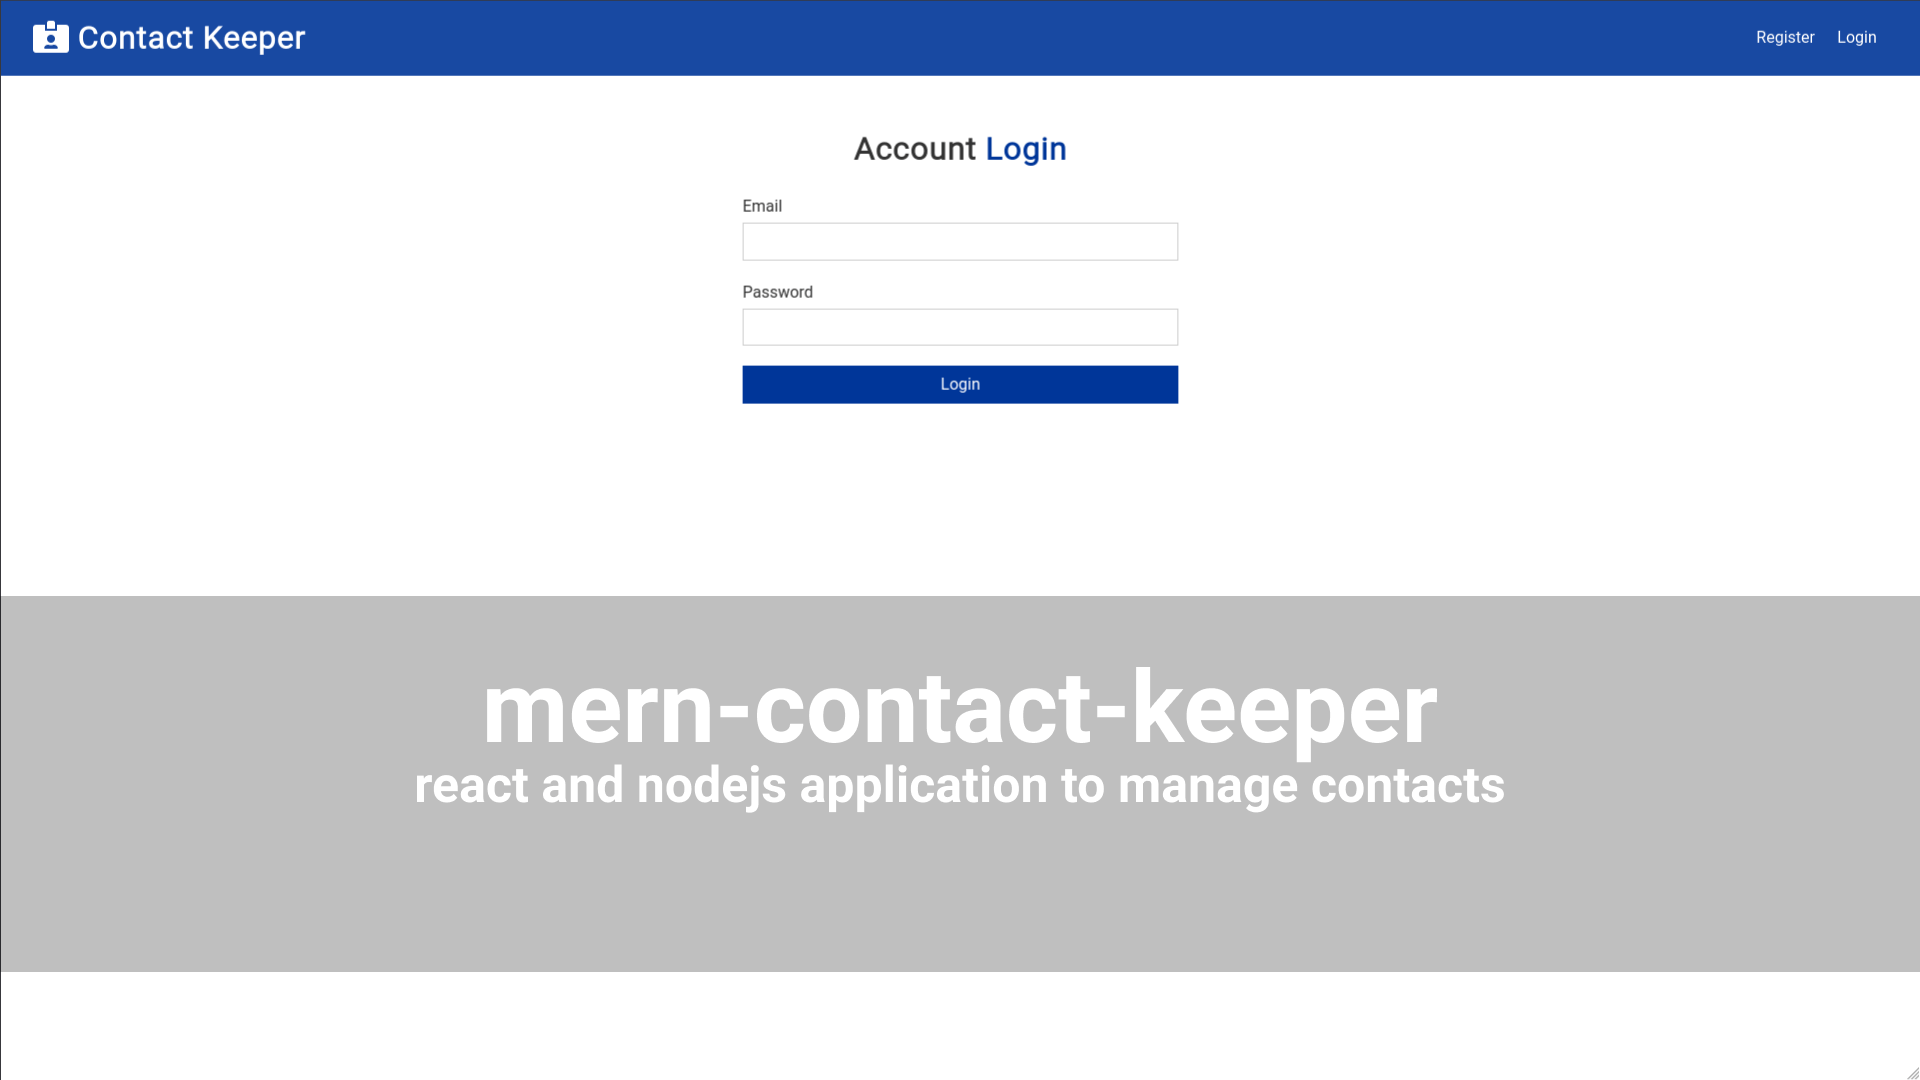 Contact Keeper
Register Login
Account Login
Email
Password
Login
mern-contact-keeper
react and nodejs application to manage contacts